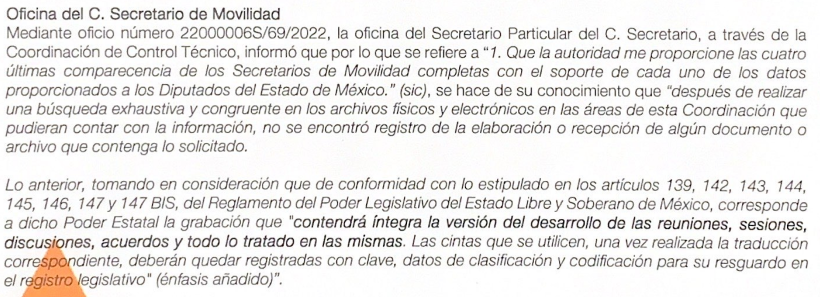 Oficina del C. Secretario de Movilidad
Mediante oficio número 22000006S/69/2022, la oficina del Secretario Particular del C. Secretario, a través de la
Coordinación de Control Técnico, informó que por lo que se refiere a "1. Que la autoridad me proporcione las cuatro
últimas comparecencia de los Secretarios de Movilidad completas con el soporte de cada uno de los datos
proporcionados a los Diputados del Estado de México." (sic), se hace de su conocimiento que "después de realizar
una búsqueda exhaustiva y congruente en los archivos físicos y electrónicos en las áreas de esta Coordinación que
pudieran contar con la información, no se encontró registro de la elaboración o recepción de algún documento o
archivo que contenga lo solicitado.
Lo anterior, tomando en consideración que de conformidad con lo estipulado en los artículos 139, 142, 143, 144,
145, 146, 147 y 147 BIS, del Reglamento del Poder Legislativo del Estado Libre y Soberano de México, corresponde
a dicho Poder Estatal la grabación que "contendrá íntegra la versión del desarrollo de las reuniones, sesiones,
discusiones, acuerdos y todo lo tratado en las mismas. Las cintas que se utilicen, una vez realizada la traducción
correspondiente, deberán quedar registradas con clave, datos de clasificación y codificación para su resguardo en
el registro legislativo" (énfasis añadido)".